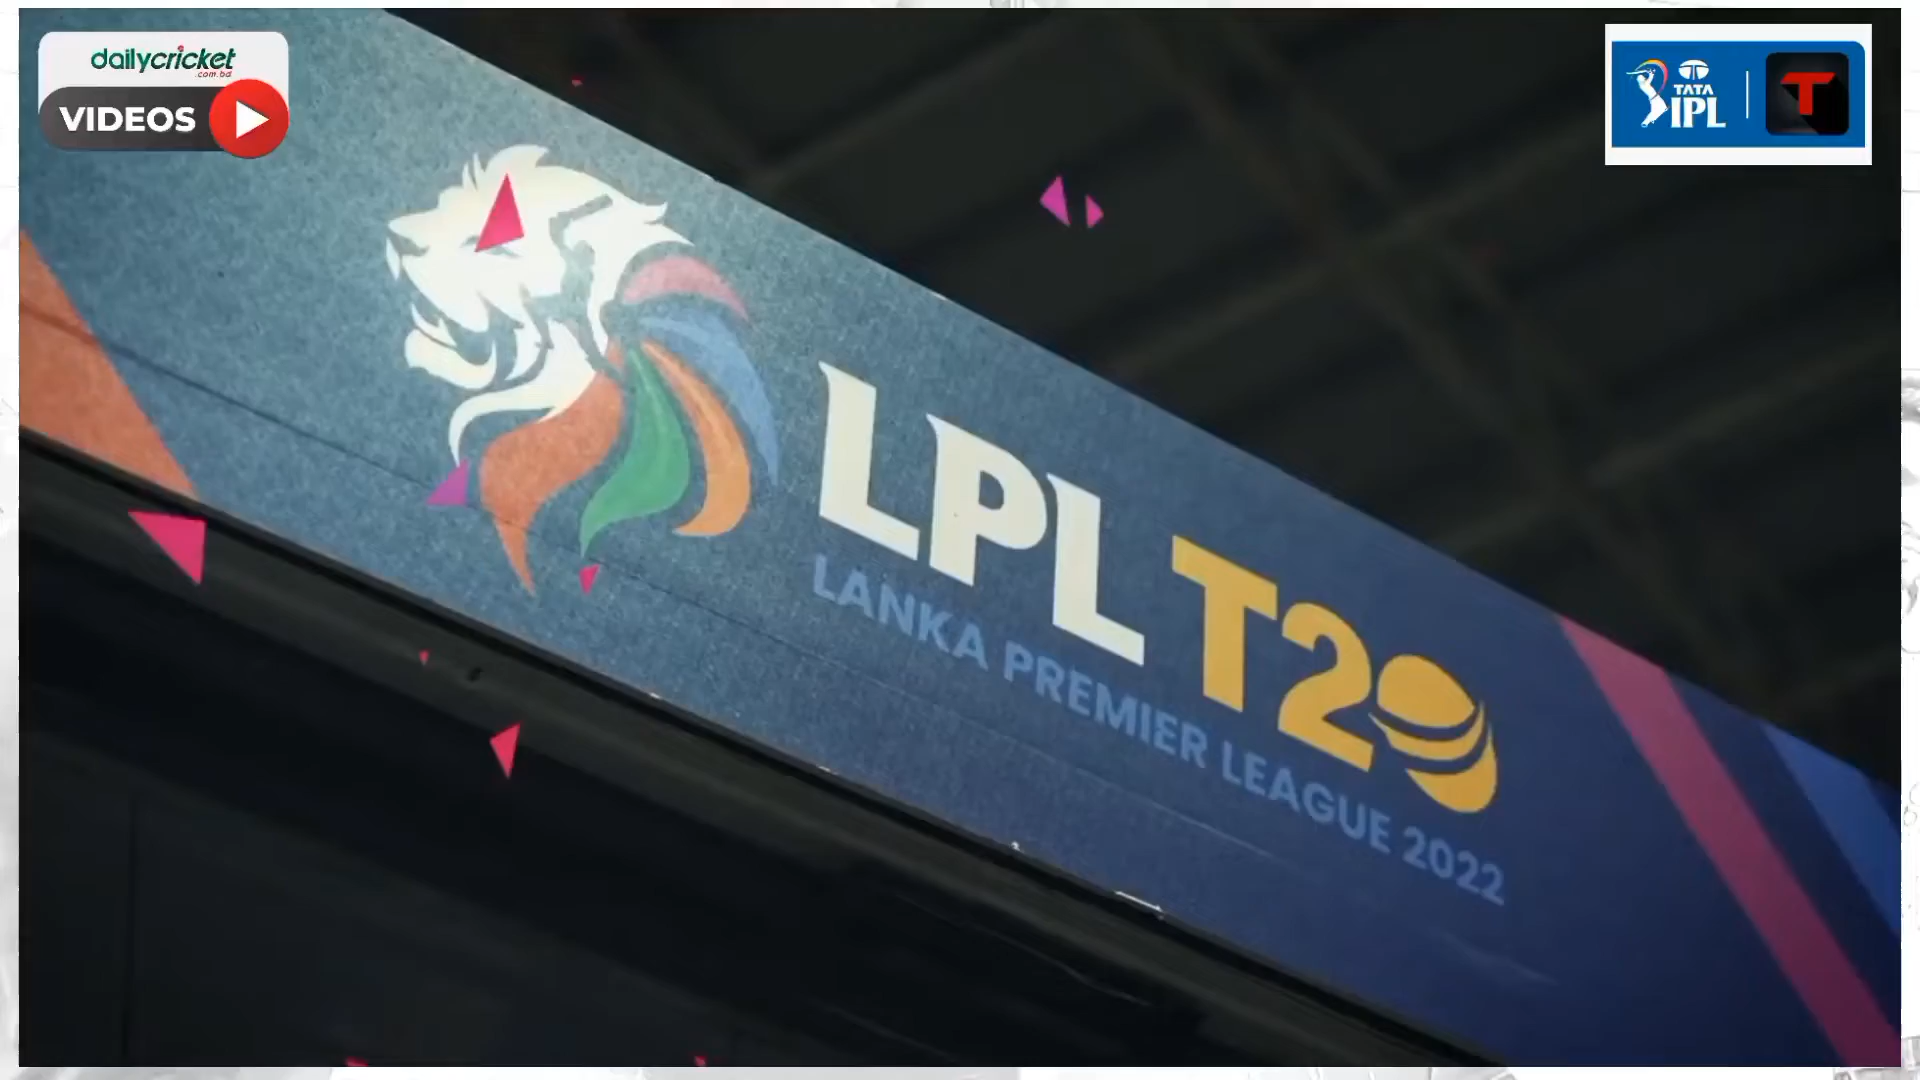 dailycricket
.com.bd
VIDEOS
TATA
IPL
T
LPL T20
LANKA PREMIER LEAGUE 2022